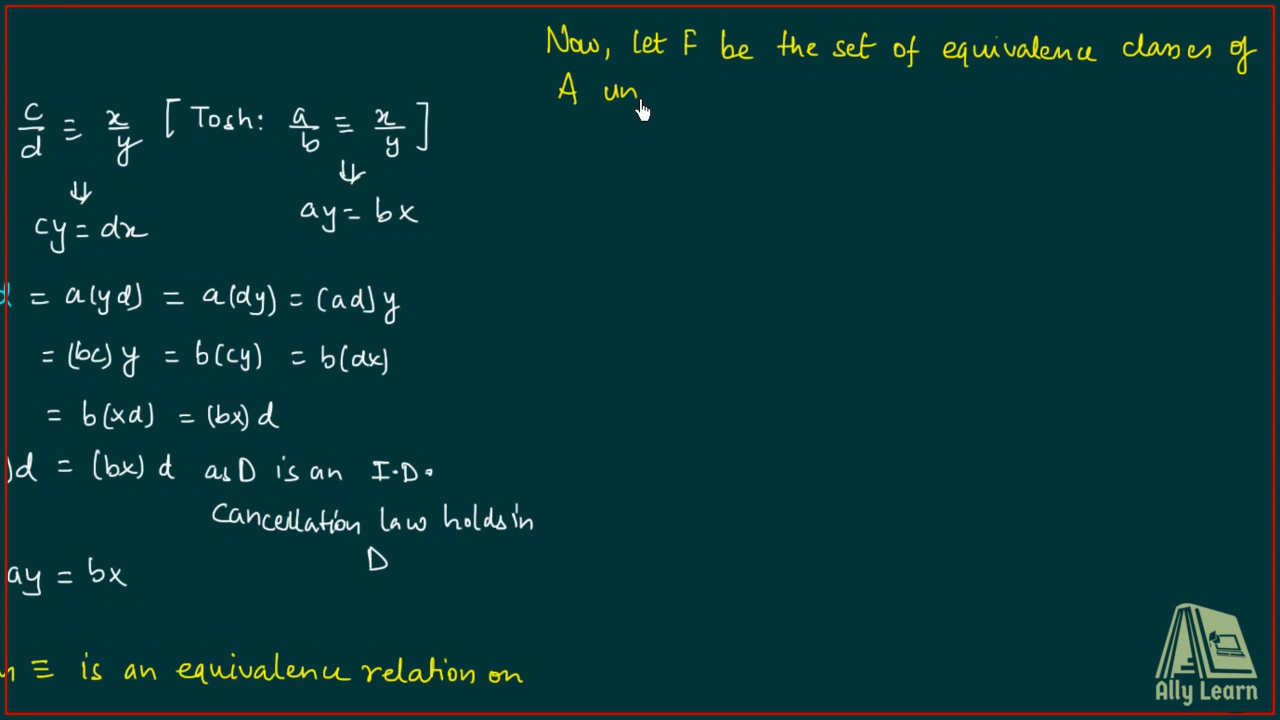 c/d ≡ x/y [Tosh: a/b ≡ x/y]
⇓ ⇓
cy = dx ay = bx
d = a(yd) = a(dy) = (ad)y
= (bc)y = b(cy) = b(dx)
= b(xd) = (bx)d
)d = (bx)d as D is an I.D.
Cancellation law holds in
D
ay = bx
n ≡ is an equivalence relation on
Now, let F be the set of equivalence classes of
A un
Ally Learn